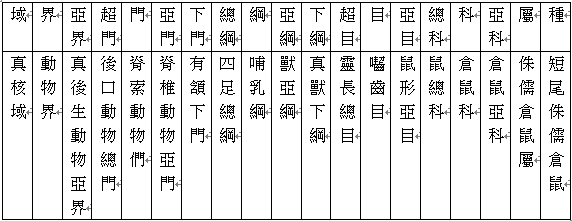 域 界 亞界 超門 門 亞門 下門 總綱 綱 亞綱 下綱 超目 目 亞目 總科 科 亞科 屬 種
真核域 動物界 真後生動物亞界 後口動物總門 脊索動物們 脊椎動物亞門 有頷下門 四足總綱 哺乳綱 獸亞綱 真獸下綱 靈長總目 囓齒目 鼠形亞目 鼠總科 倉鼠科 倉鼠亞科 侏儒倉鼠屬 短尾侏儒倉鼠